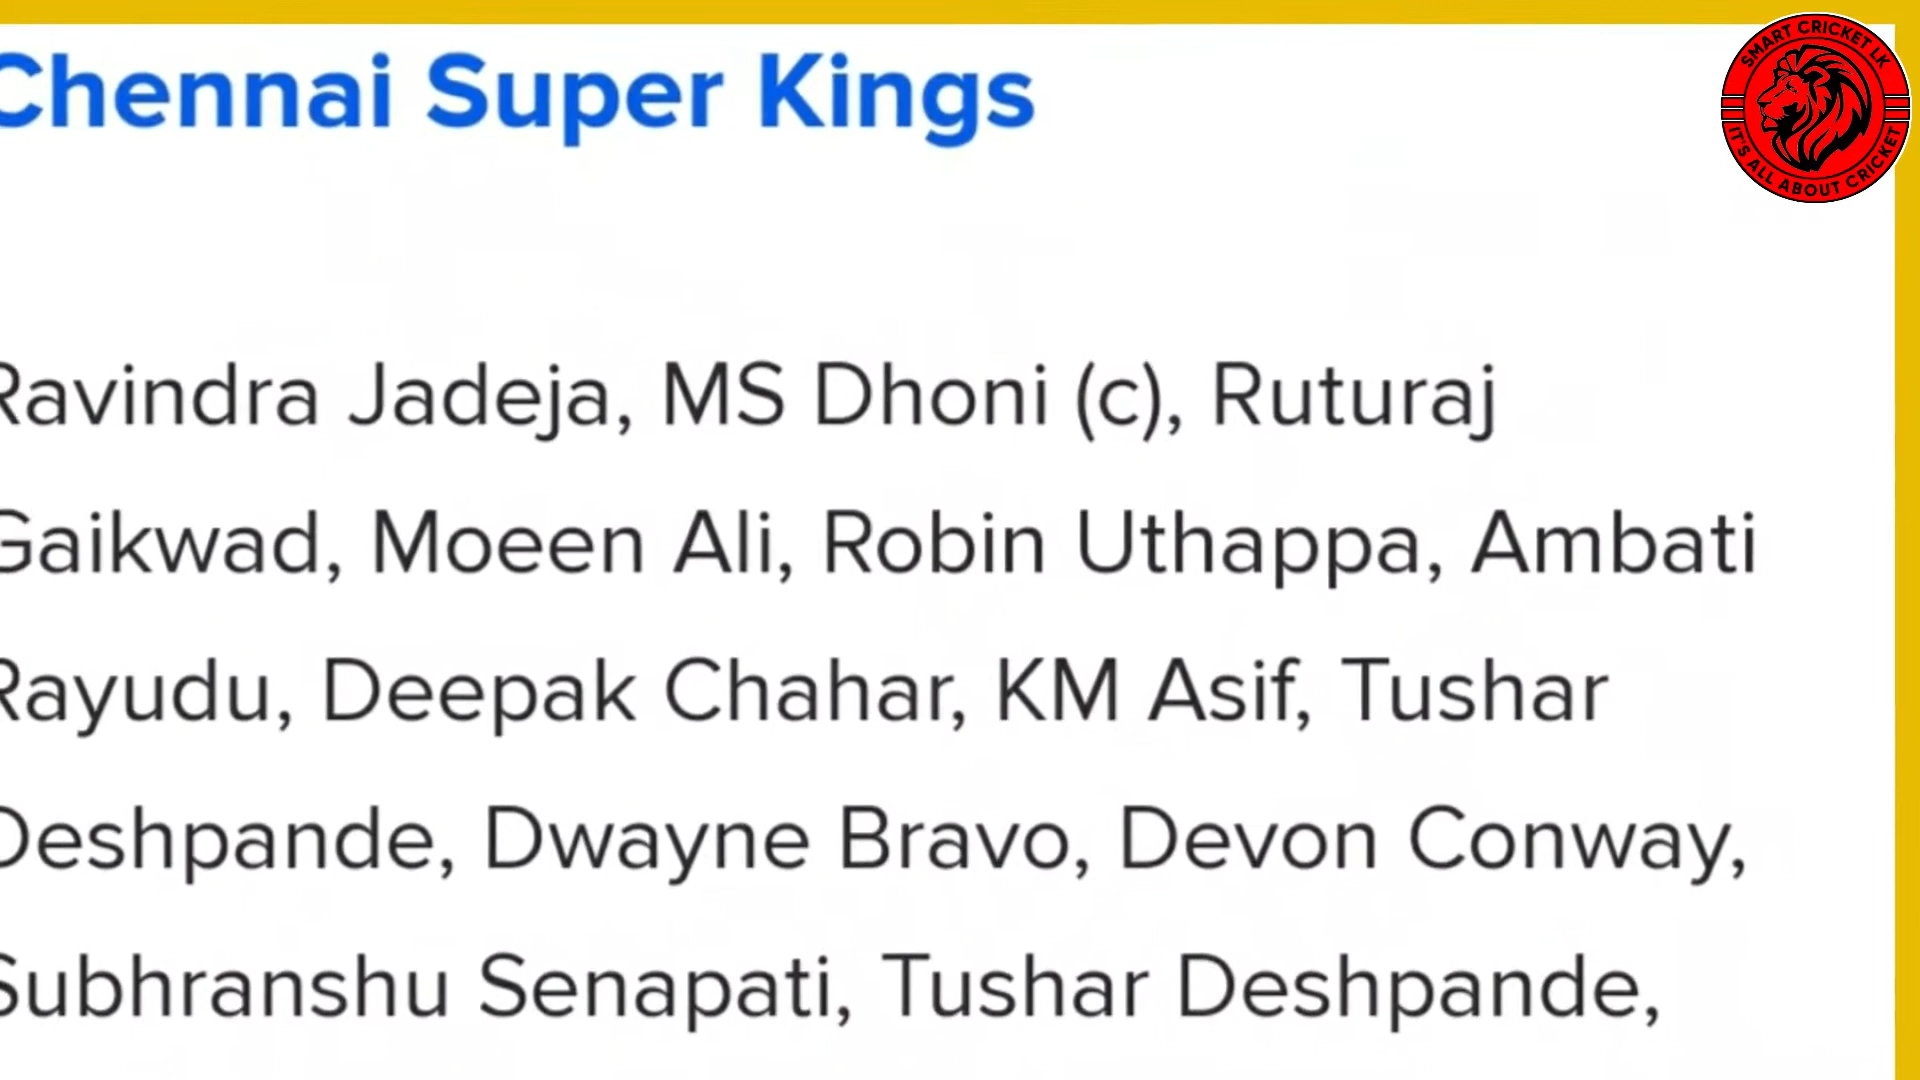 Chennai Super Kings
SMART CRICKET LK
IT'S ALL ABOUT CRICKET
Ravindra Jadeja, MS Dhoni (c), Ruturaj
Gaikwad, Moeen Ali, Robin Uthappa, Ambati
Rayudu, Deepak Chahar, KM Asif, Tushar
Deshpande, Dwayne Bravo, Devon Conway,
Subhranshu Senapati, Tushar Deshpande,